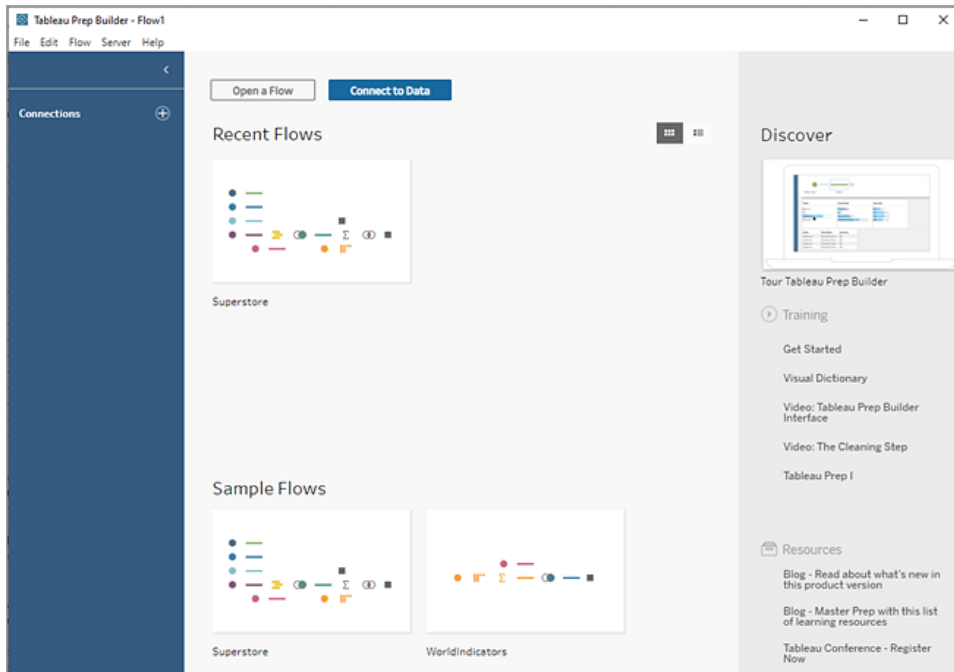 Tableau Prep Builder - Flow1
File Edit Flow Server Help
Connections
Open a Flow
Connect to Data
Recent Flows
Superstore
Sample Flows
Superstore
WorldIndicators
Discover
Tour Tableau Prep Builder
Training
Get Started
Visual Dictionary
Video: Tableau Prep Builder
Interface
Video: The Cleaning Step
Tableau Prep I
Resources
Blog - Read about what's new in
this product version
Blog - Master Prep with this list
of learning resources
Tableau Conference - Register
Now